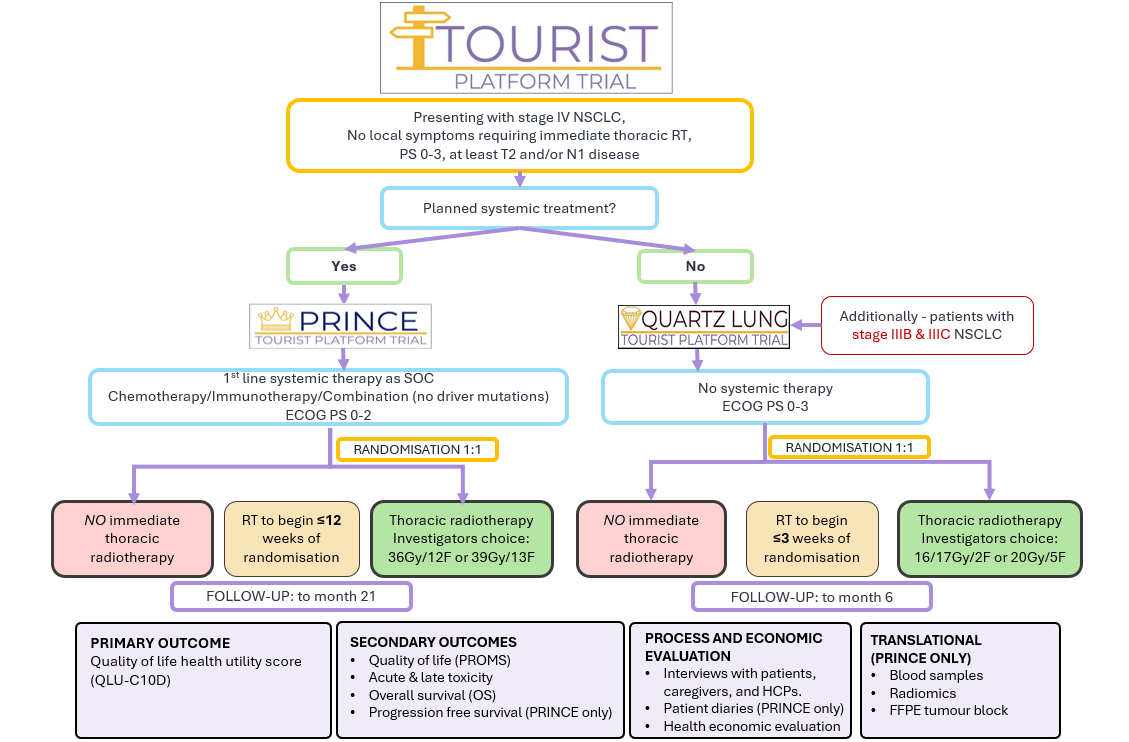 TOURIST
PLATFORM TRIAL
Presenting with stage IV NSCLC,
No local symptoms requiring immediate thoracic RT,
PS 0-3, at least T2 and/or N1 disease
Planned systemic treatment?
Yes
No
PRINCE
TOURIST PLATFORM TRIAL
QUARTZ LUNG
TOURIST PLATFORM TRIAL
Additionally - patients with
stage IIIB & IIIC NSCLC
1st line systemic therapy as SOC
Chemotherapy/Immunotherapy/Combination (no driver mutations)
ECOG PS 0-2
No systemic therapy
ECOG PS 0-3
RANDOMISATION 1:1
RANDOMISATION 1:1
NO immediate
thoracic
radiotherapy
RT to begin ≤12
weeks of
randomisation
Thoracic radiotherapy
Investigators choice:
36Gy/12F or 39Gy/13F
NO immediate
thoracic
radiotherapy
RT to begin
≤3 weeks of
randomisation
Thoracic radiotherapy
Investigators choice:
16/17Gy/2F or 20Gy/5F
FOLLOW-UP: to month 21
FOLLOW-UP: to month 6
PRIMARY OUTCOME
Quality of life health utility score
(QLU-C10D)
SECONDARY OUTCOMES
• Quality of life (PROMS)
• Acute & late toxicity
• Overall survival (OS)
• Progression free survival (PRINCE only)
PROCESS AND ECONOMIC
EVALUATION
• Interviews with patients,
caregivers, and HCPs.
• Patient diaries (PRINCE only)
• Health economic evaluation
TRANSLATIONAL
(PRINCE ONLY)
• Blood samples
• Radiomics
• FFPE tumour block